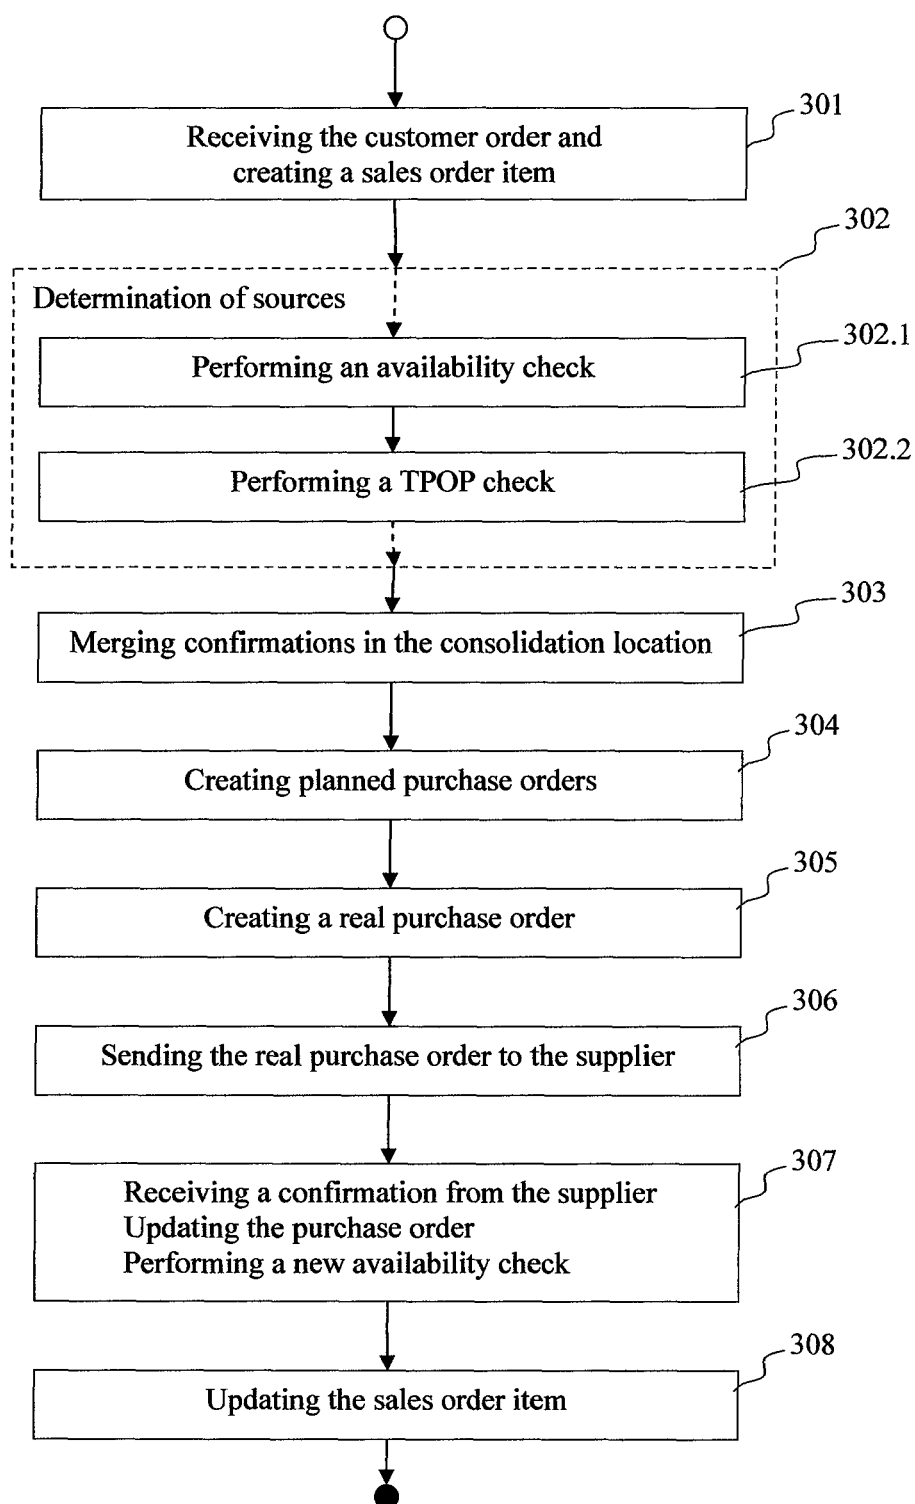 301
Receiving the customer order and
creating a sales order item
302
Determination of sources
302.1
Performing an availability check
302.2
Performing a TPOP check
303
Merging confirmations in the consolidation location
304
Creating planned purchase orders
305
Creating a real purchase order
306
Sending the real purchase order to the supplier
307
Receiving a confirmation from the supplier
Updating the purchase order
Performing a new availability check
308
Updating the sales order item